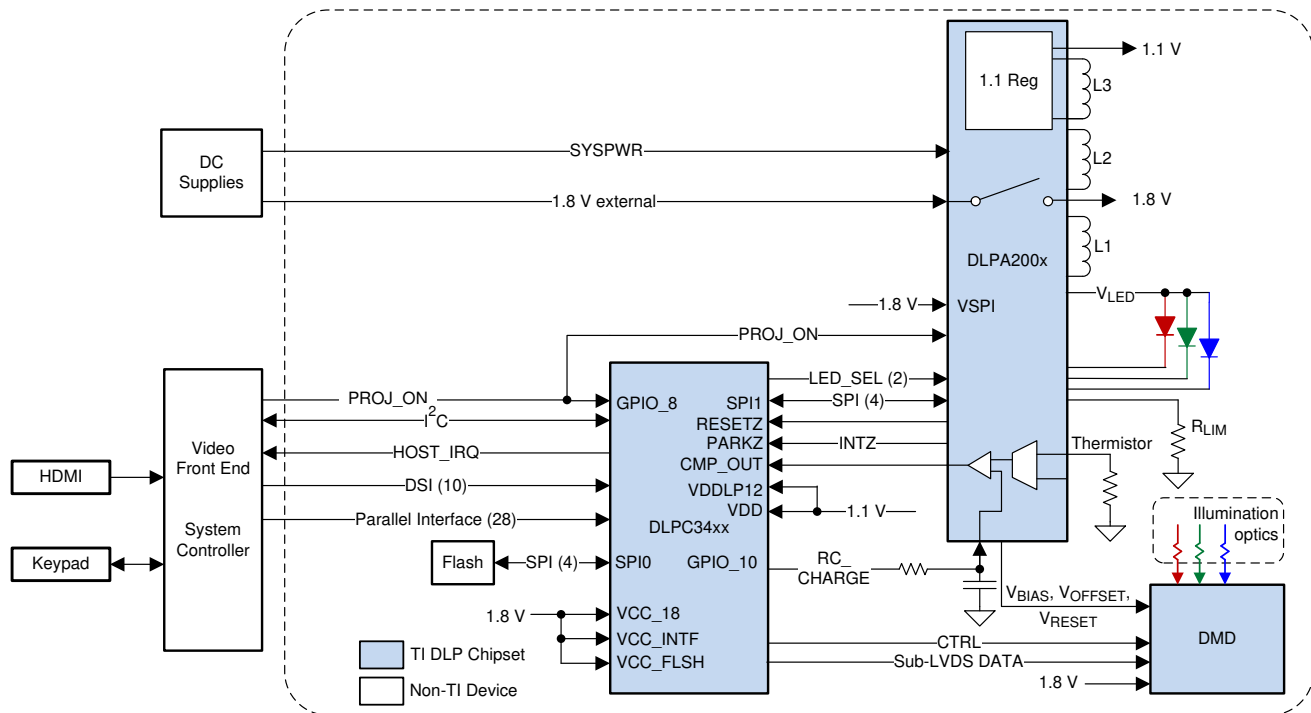 1.1 Reg
1.1 V
L3
L2
1.8 V
L1
DLPA200x
VSPI
1.8 V
VLED
DC
Supplies
SYSPWR
1.8 V external
PROJ_ON
PROJ_ON
I2C
HOST_IRQ
DSI (10)
Parallel Interface (28)
HDMI
Keypad
Video
Front End
System
Controller
Flash
SPI (4)
1.8 V
GPIO_8
SPI1
RESETZ
PARKZ
CMP_OUT
VDDLP12
VDD
DLPC34xx
SPI0
GPIO_10
VCC_18
VCC_INTF
VCC_FLSH
LED_SEL (2)
SPI (4)
INTZ
1.1 V
RC_
CHARGE
Thermistor
RLIM
Illumination
optics
VBIAS, VOFFSET,
VRESET
CTRL
Sub-LVDS DATA
1.8 V
DMD
TI DLP Chipset
Non-TI Device